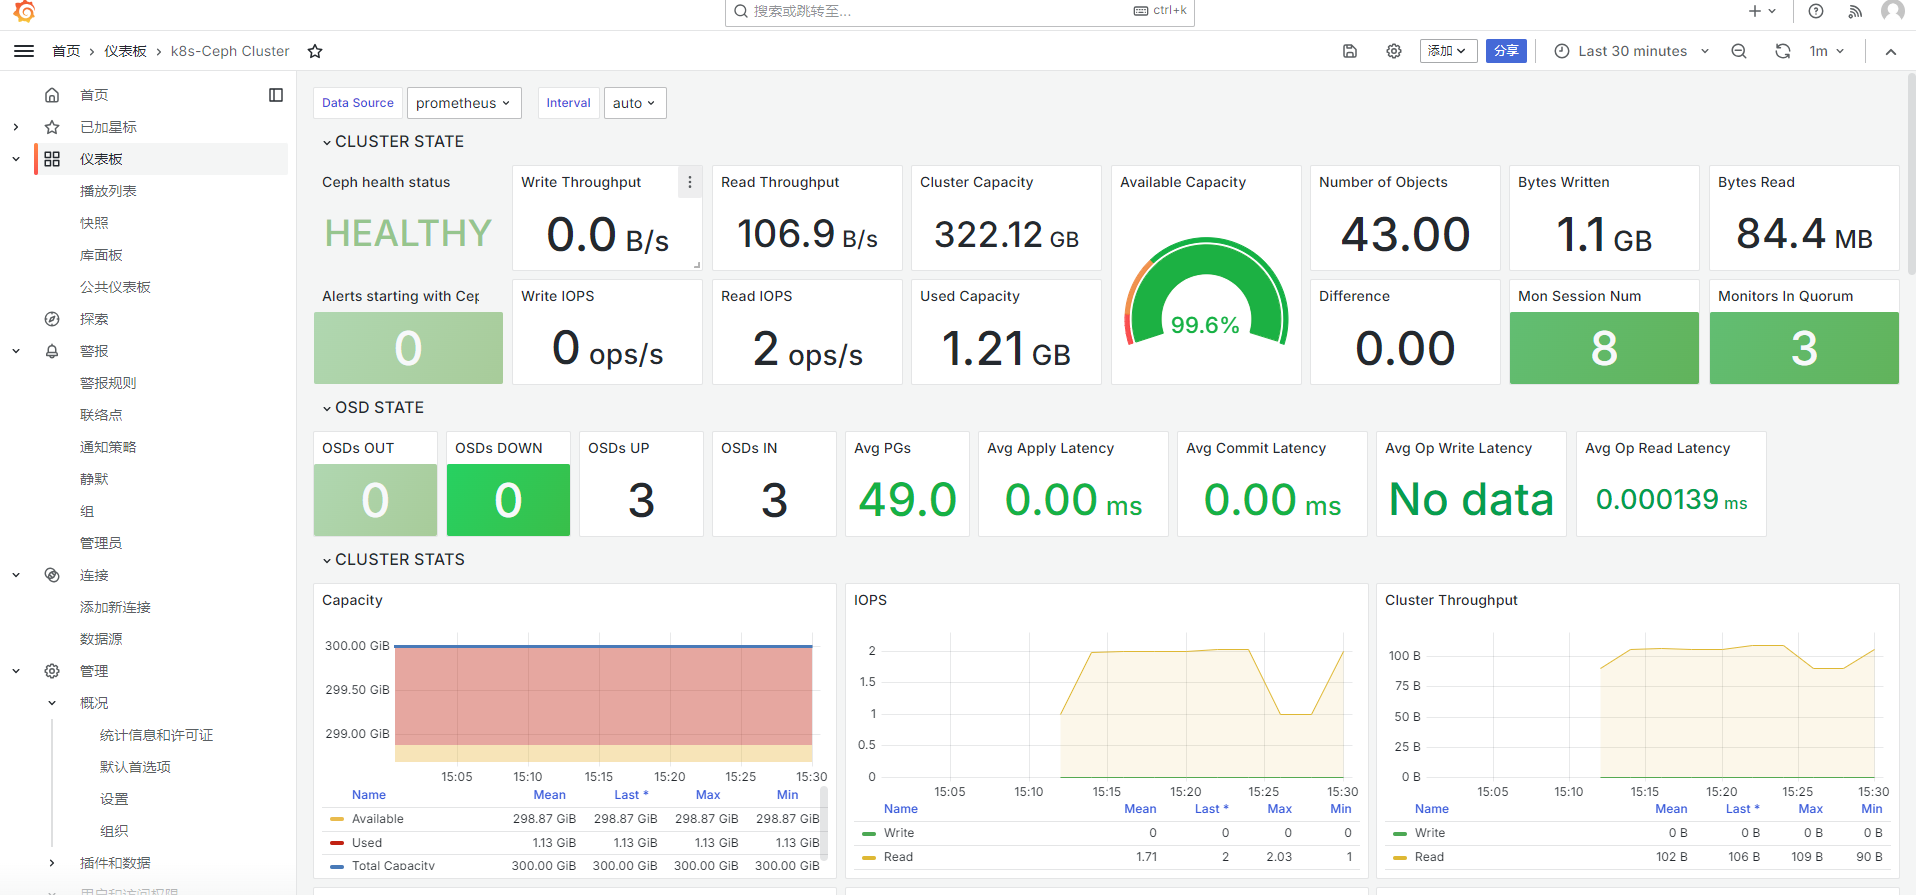 搜索或跳转至...
ctrl+k
首页 › 仪表板 › k8s-Ceph Cluster
添加
分享
Last 30 minutes
1m
首页
已加星标
仪表板
播放列表
快照
库面板
公共仪表板
探索
警报
警报规则
联络点
通知策略
静默
组
管理员
连接
添加新连接
数据源
管理
概况
统计信息和许可证
默认首选项
设置
组织
插件和数据
用户和访问权限
Data Source
prometheus
Interval
auto
CLUSTER STATE
Ceph health status
HEALTHY
Write Throughput
0.0 B/s
Read Throughput
106.9 B/s
Cluster Capacity
322.12 GB
Available Capacity
99.6%
Number of Objects
43.00
Bytes Written
1.1 GB
Bytes Read
84.4 MB
Alerts starting with Cep
0
Write IOPS
0 ops/s
Read IOPS
2 ops/s
Used Capacity
1.21 GB
Difference
0.00
Mon Session Num
8
Monitors In Quorum
3
OSD STATE
OSDs OUT
0
OSDs DOWN
0
OSDs UP
3
OSDs IN
3
Avg PGs
49.0
Avg Apply Latency
0.00 ms
Avg Commit Latency
0.00 ms
Avg Op Write Latency
No data
Avg Op Read Latency
0.000139 ms
CLUSTER STATS
Capacity
300.00 GiB
299.50 GiB
299.00 GiB
15:05 15:10 15:15 15:20 15:25 15:30
Name Mean Last * Max Min
Available 298.87 GiB 298.87 GiB 298.87 GiB 298.87 GiB
Used 1.13 GiB 1.13 GiB 1.13 GiB 1.13 GiB
Total Capacity 300.00 GiB 300.00 GiB 300.00 GiB 300.00 GiB
IOPS
2
1.5
1
0.5
0
15:05 15:10 15:15 15:20 15:25 15:30
Name Mean Last * Max Min
Write 0 0 0 0
Read 1.71 2 2.03 1
Cluster Throughput
100 B
75 B
50 B
25 B
0 B
15:05 15:10 15:15 15:20 15:25 15:30
Name Mean Last * Max Min
Write 0 B 0 B 0 B 0 B
Read 102 B 106 B 109 B 90 B